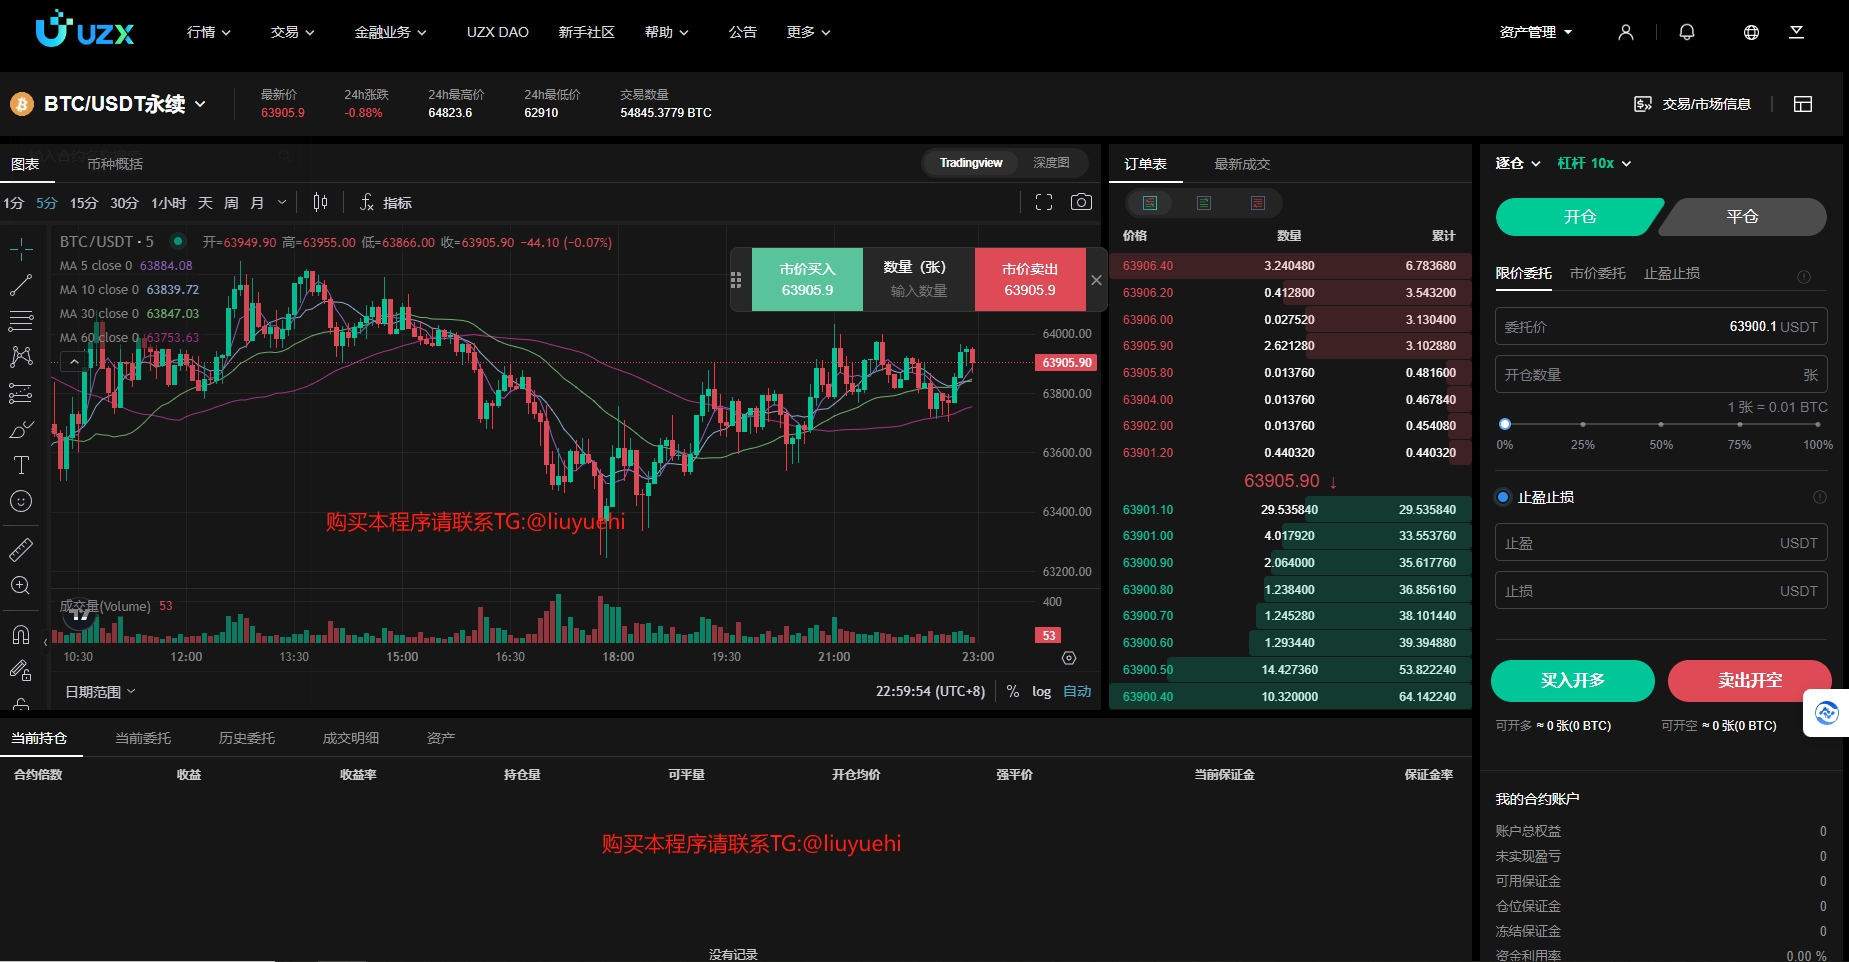 UZX
行情 交易 金融业务 UZX DAO 新手社区 帮助 公告 更多 资产管理
BTC/USDT永续
最新价 24h涨跌 24h最高价 24h最低价 交易数量
63905.9 -0.88% 64823.6 62910 54845.3779 BTC
交易/市场信息
图表 币种概括 Tradingview 深度图
1分 5分 15分 30分 1小时 天 周 月 指标
BTC/USDT · 5 开=63949.90 高=63955.00 低=63866.00 收=63905.90 -44.10 (-0.07%)
MA 5 close 0 63884.08
MA 10 close 0 63839.72
MA 30 close 0 63847.03
MA 60 close 0 63753.63
市价买入 数量（张） 市价卖出
63905.9 输入数量 63905.9
64000.00
63905.90
63800.00
63600.00
63400.00
63200.00
购买本程序请联系TG:@liuyuehi
成交量(Volume) 53
400
53
10:30 12:00 13:30 15:00 16:30 18:00 19:30 21:00 23:00
日期范围 22:59:54 (UTC+8) % log 自动
订单表 最新成交
价格 数量 累计
63906.40 3.240480 6.783680
63906.20 0.412800 3.543200
63906.00 0.027520 3.130400
63905.90 2.621280 3.102880
63905.80 0.013760 0.481600
63904.00 0.013760 0.467840
63902.00 0.013760 0.454080
63901.20 0.440320 0.440320
63905.90 ↓
63901.10 29.535840 29.535840
63901.00 4.017920 33.553760
63900.90 2.064000 35.617760
63900.80 1.238400 36.856160
63900.70 1.245280 38.101440
63900.60 1.293440 39.394880
63900.50 14.427360 53.822240
63900.40 10.320000 64.142240
逐仓 杠杆 10x
开仓 平仓
限价委托 市价委托 止盈止损
委托价 63900.1 USDT
开仓数量 张
1 张 = 0.01 BTC
0% 25% 50% 75% 100%
止盈止损
止盈 USDT
止损 USDT
买入开多 卖出开空
可开多 ≈ 0 张(0 BTC) 可开空 ≈ 0 张(0 BTC)
我的合约账户
账户总权益 0
未实现盈亏 0
可用保证金 0
仓位保证金 0
冻结保证金 0
资金利用率 0.00 %
当前持仓 当前委托 历史委托 成交明细 资产
合约倍数 收益 收益率 持仓量 可平量 开仓均价 强平价 当前保证金 保证金率
购买本程序请联系TG:@liuyuehi
没有记录